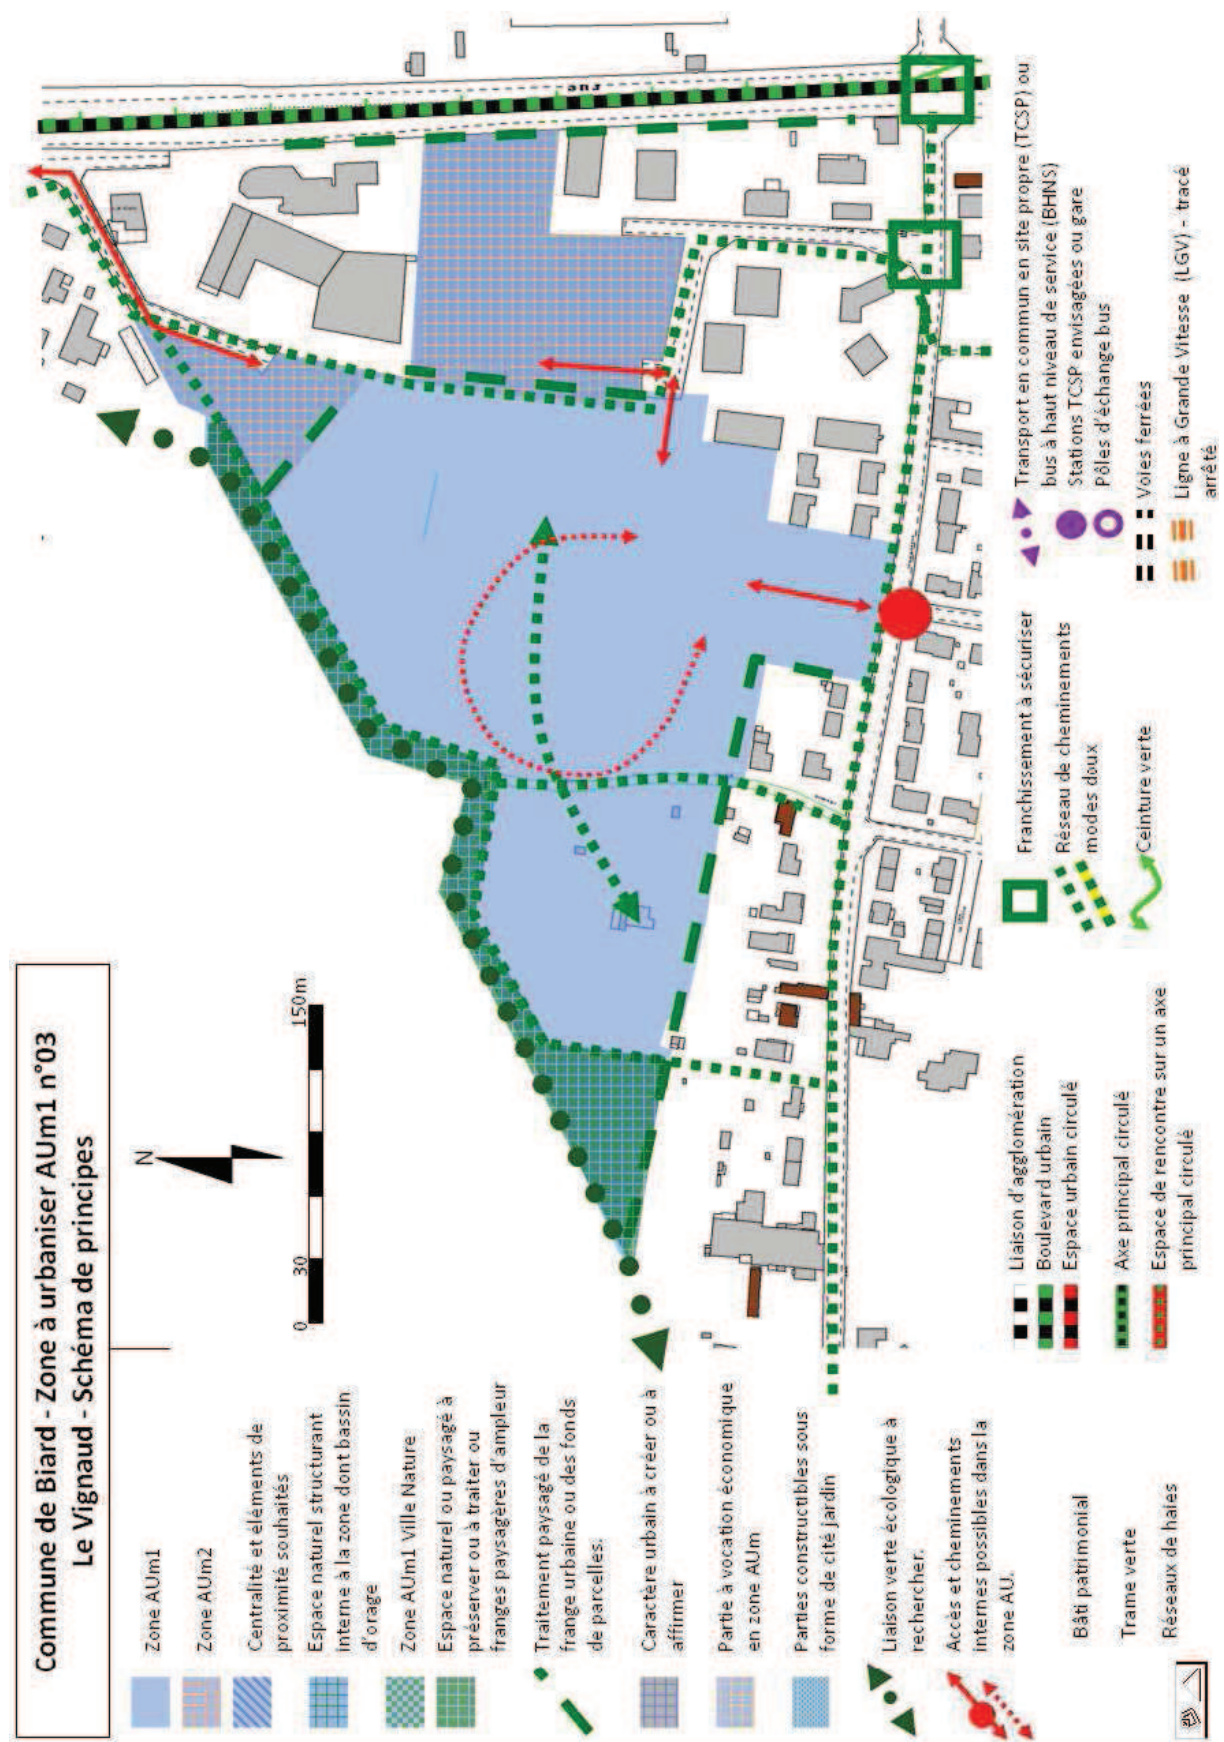 Commune de Biard - Zone à urbaniser AUm1 n°03
Le Vignaud - Schéma de principes
N
0
30
150m
rue
Zone AUm1
Zone AUm2
Centralité et éléments de
proximité souhaités
Espace naturel structurant
interne à la zone dont bassin
d'orage
Zone AUm1 Ville Nature
Espace naturel ou paysagé à
préserver ou à traiter ou
franges paysagères d'ampleur
Traitement paysagé de la
frange urbaine ou des fonds
de parcelles.
Caractère urbain à créer ou à
affirmer
Partie à vocation économique
en zone AUm
Parties constructibles sous
forme de cité jardin
Liaison verte écologique à
rechercher.
Accès et cheminements
internes possibles dans la
zone AU.
Bâti patrimonial
Trame verte
Réseaux de haies
Liaison d'agglomération
Boulevard urbain
Espace urbain circulé
Axe principal circulé
Espace de rencontre sur un axe
principal circulé
Franchissement à sécuriser
Réseau de cheminements
modes doux
Ceinture verte
Transport en commun en site propre (TCSP) ou
bus à haut niveau de service (BHNS)
Stations TCSP envisagées ou gare
Pôles d'échange bus
Voies ferrées
Ligne à Grande Vitesse (LGV) - tracé
arrêté.